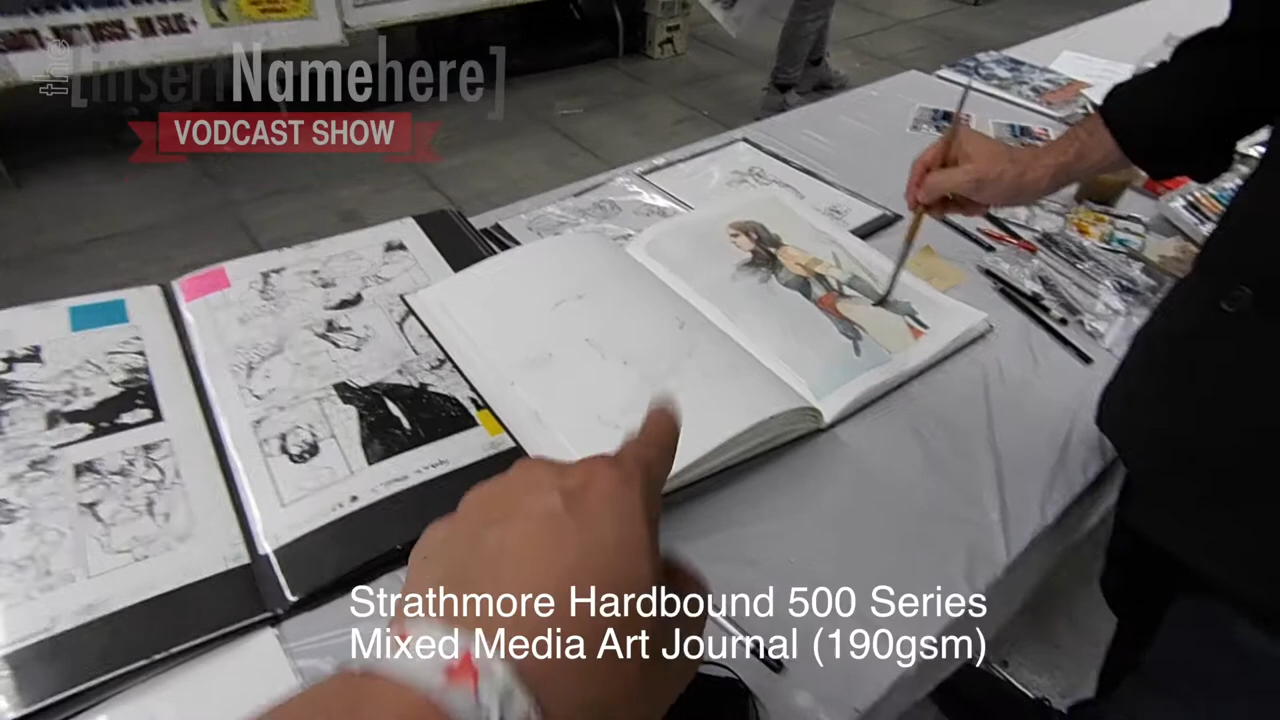 the [insertNamehere]
VODCAST SHOW
Strathmore Hardbound 500 Series
Mixed Media Art Journal (190gsm)